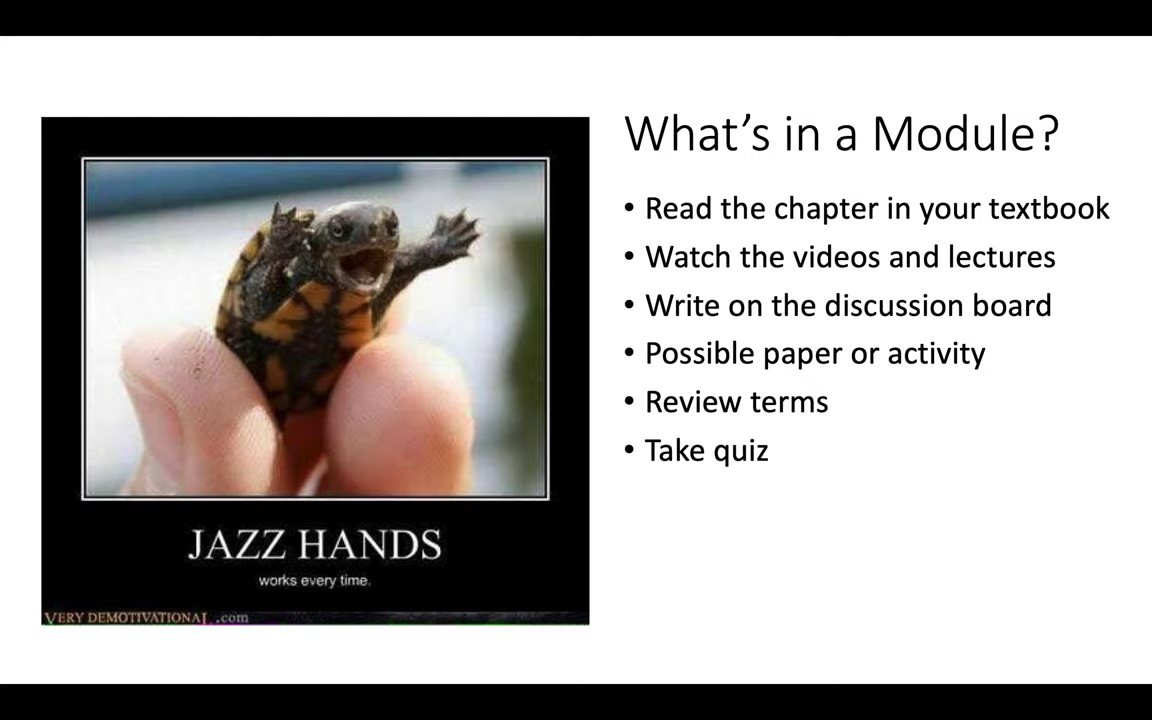 What’s in a Module?
• Read the chapter in your textbook
• Watch the videos and lectures
• Write on the discussion board
• Possible paper or activity
• Review terms
• Take quiz
JAZZ HANDS
works every time.
VERY DEMOTIVATIONAL .com